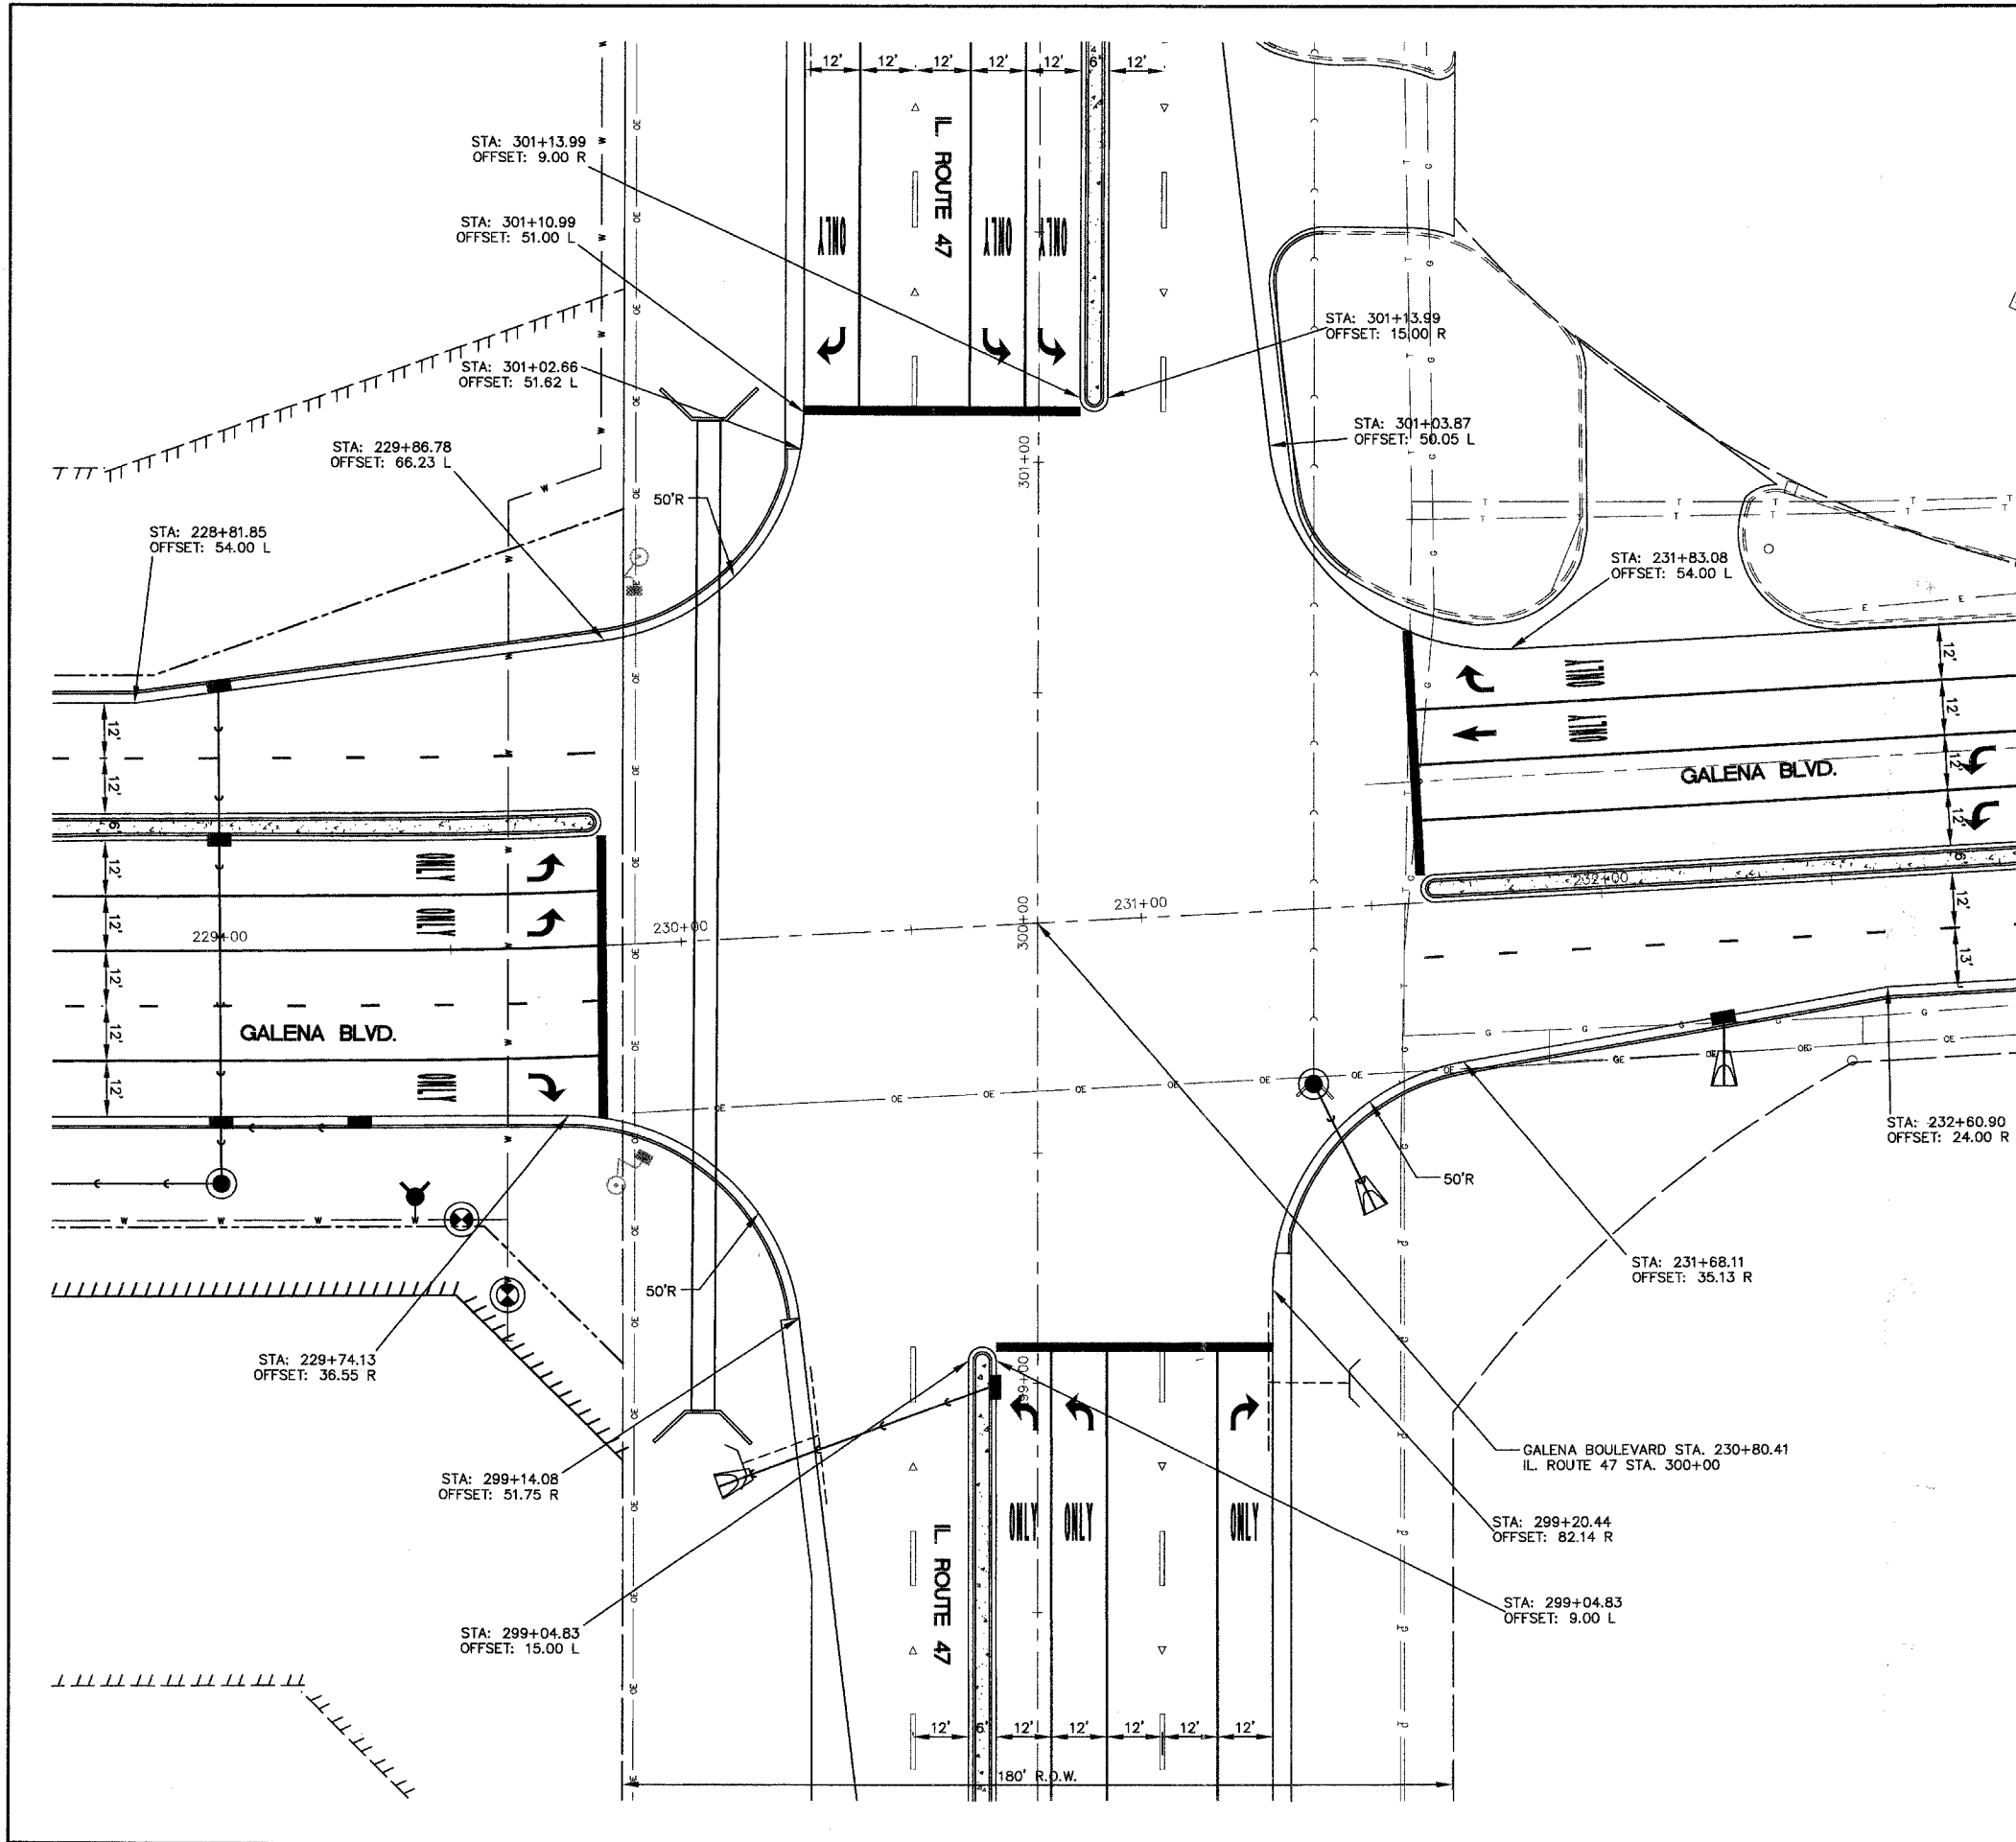 12' 12' 12' 12' 12' 6' 12'
IL. ROUTE 47
STA: 301+13.99
OFFSET: 9.00 R
STA: 301+10.99
OFFSET: 51.00 L
ONLY ONLY ONLY
STA: 301+13.99
OFFSET: 15.00 R
STA: 301+02.66
OFFSET: 51.62 L
STA: 301+03.87
OFFSET: 50.05 L
STA: 229+86.78
OFFSET: 66.23 L
301+00
50'R
STA: 228+81.85
OFFSET: 54.00 L
STA: 231+83.08
OFFSET: 54.00 L
12'
12'
6'
12'
12'
12'
12'
12'
ONLY
ONLY
ONLY
GALENA BLVD.
229+00
230+00
231+00
232+00
300+00
ONLY
ONLY
GALENA BLVD.
12'
12'
12'
12'
6'
12'
13'
STA: 232+60.90
OFFSET: 24.00 R
50'R
STA: 231+68.11
OFFSET: 35.13 R
50'R
STA: 229+74.13
OFFSET: 36.55 R
299+00
GALENA BOULEVARD STA. 230+80.41
IL. ROUTE 47 STA. 300+00
STA: 299+14.08
OFFSET: 51.75 R
STA: 299+20.44
OFFSET: 82.14 R
ONLY ONLY ONLY
IL. ROUTE 47
STA: 299+04.83
OFFSET: 9.00 L
STA: 299+04.83
OFFSET: 15.00 L
12' 6' 12' 12' 12' 12' 12'
180' R.O.W.